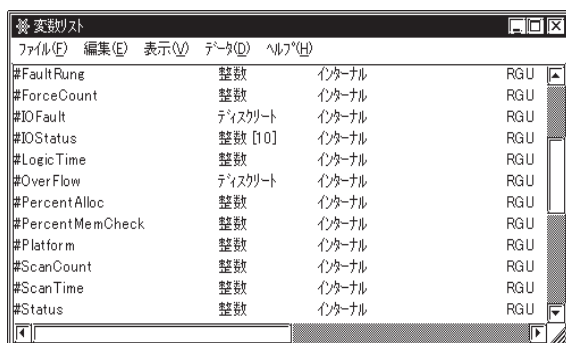 変数リスト
ファイル(F) 編集(E) 表示(V) データ(D) ヘルプ(H)
#FaultRung 整数 インターナル RGU
#ForceCount 整数 インターナル RGU
#IOFault ディスクリート インターナル RGU
#IOStatus 整数 [10] インターナル RGU
#LogicTime 整数 インターナル RGU
#OverFlow ディスクリート インターナル RGU
#PercentAlloc 整数 インターナル RGU
#PercentMemCheck 整数 インターナル RGU
#Platform 整数 インターナル RGU
#ScanCount 整数 インターナル RGU
#ScanTime 整数 インターナル RGU
#Status 整数 インターナル RGU